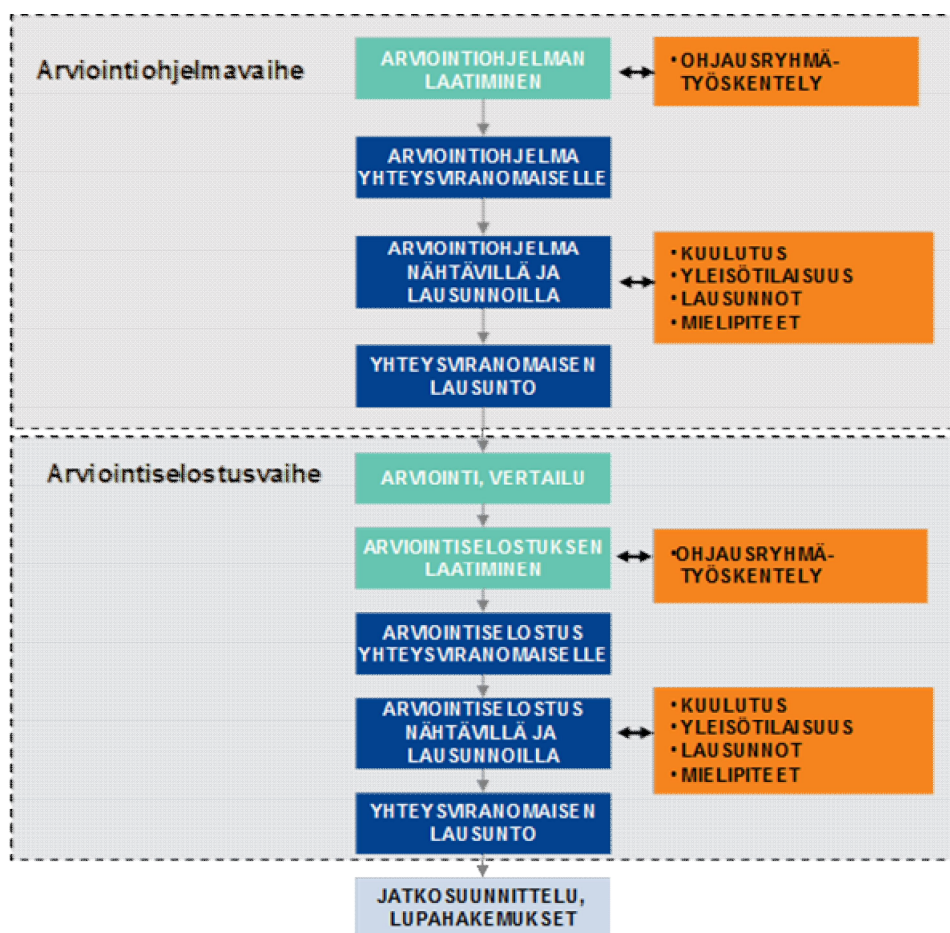 Arviointiohjelmavaihe
ARVIOINTIOHJELMAN
LAATIMINEN
• OHJAUSRYHMÄ-
TYÖSKENTELY
ARVIOINTIOHJELMA
YHTEYSVIRANOMAISELLE
ARVIOINTIOHJELMA
NÄHTÄVILLÄ JA
LAUSUNNOILLA
• KUULUTUS
• YLEISÖTILAISUUS
• LAUSUNNOT
• MIELIPITEET
YHTEYSVIRANOMAISEN
LAUSUNTO
Arviointiselostusvaihe
ARVIOINTI, VERTAILU
ARVIOINTISELOSTUKSEN
LAATIMINEN
•OHJAUSRYHMÄ-
TYÖSKENTELY
ARVIOINTISELOSTUS
YHTEYSVIRANOMAISELLE
ARVIOINTISELOSTUS
NÄHTÄVILLÄ JA
LAUSUNNOILLA
• KUULUTUS
• YLEISÖTILAISUUS
• LAUSUNNOT
• MIELIPITEET
YHTEYSVIRANOMAISEN
LAUSUNTO
JATKOSUUNNITTELU,
LUPAHAKEMUKSET